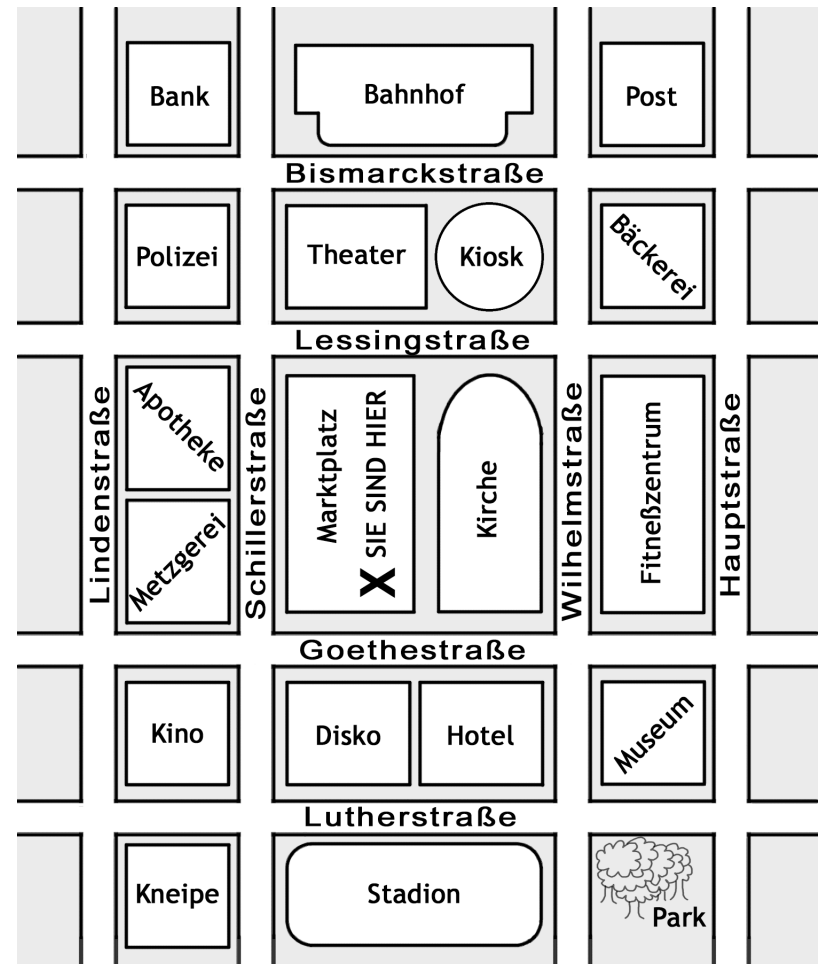 Bank
Bahnhof
Post
Bismarckstraße
Polizei
Theater
Kiosk
Bäckerei
Lessingstraße
Lindenstraße
Apotheke
Metzgerei
Schillerstraße
Marktplatz
X SIE SIND HIER
Kirche
Wilhelmstraße
Fitneßzentrum
Hauptstraße
Goethestraße
Kino
Disko
Hotel
Museum
Lutherstraße
Kneipe
Stadion
Park